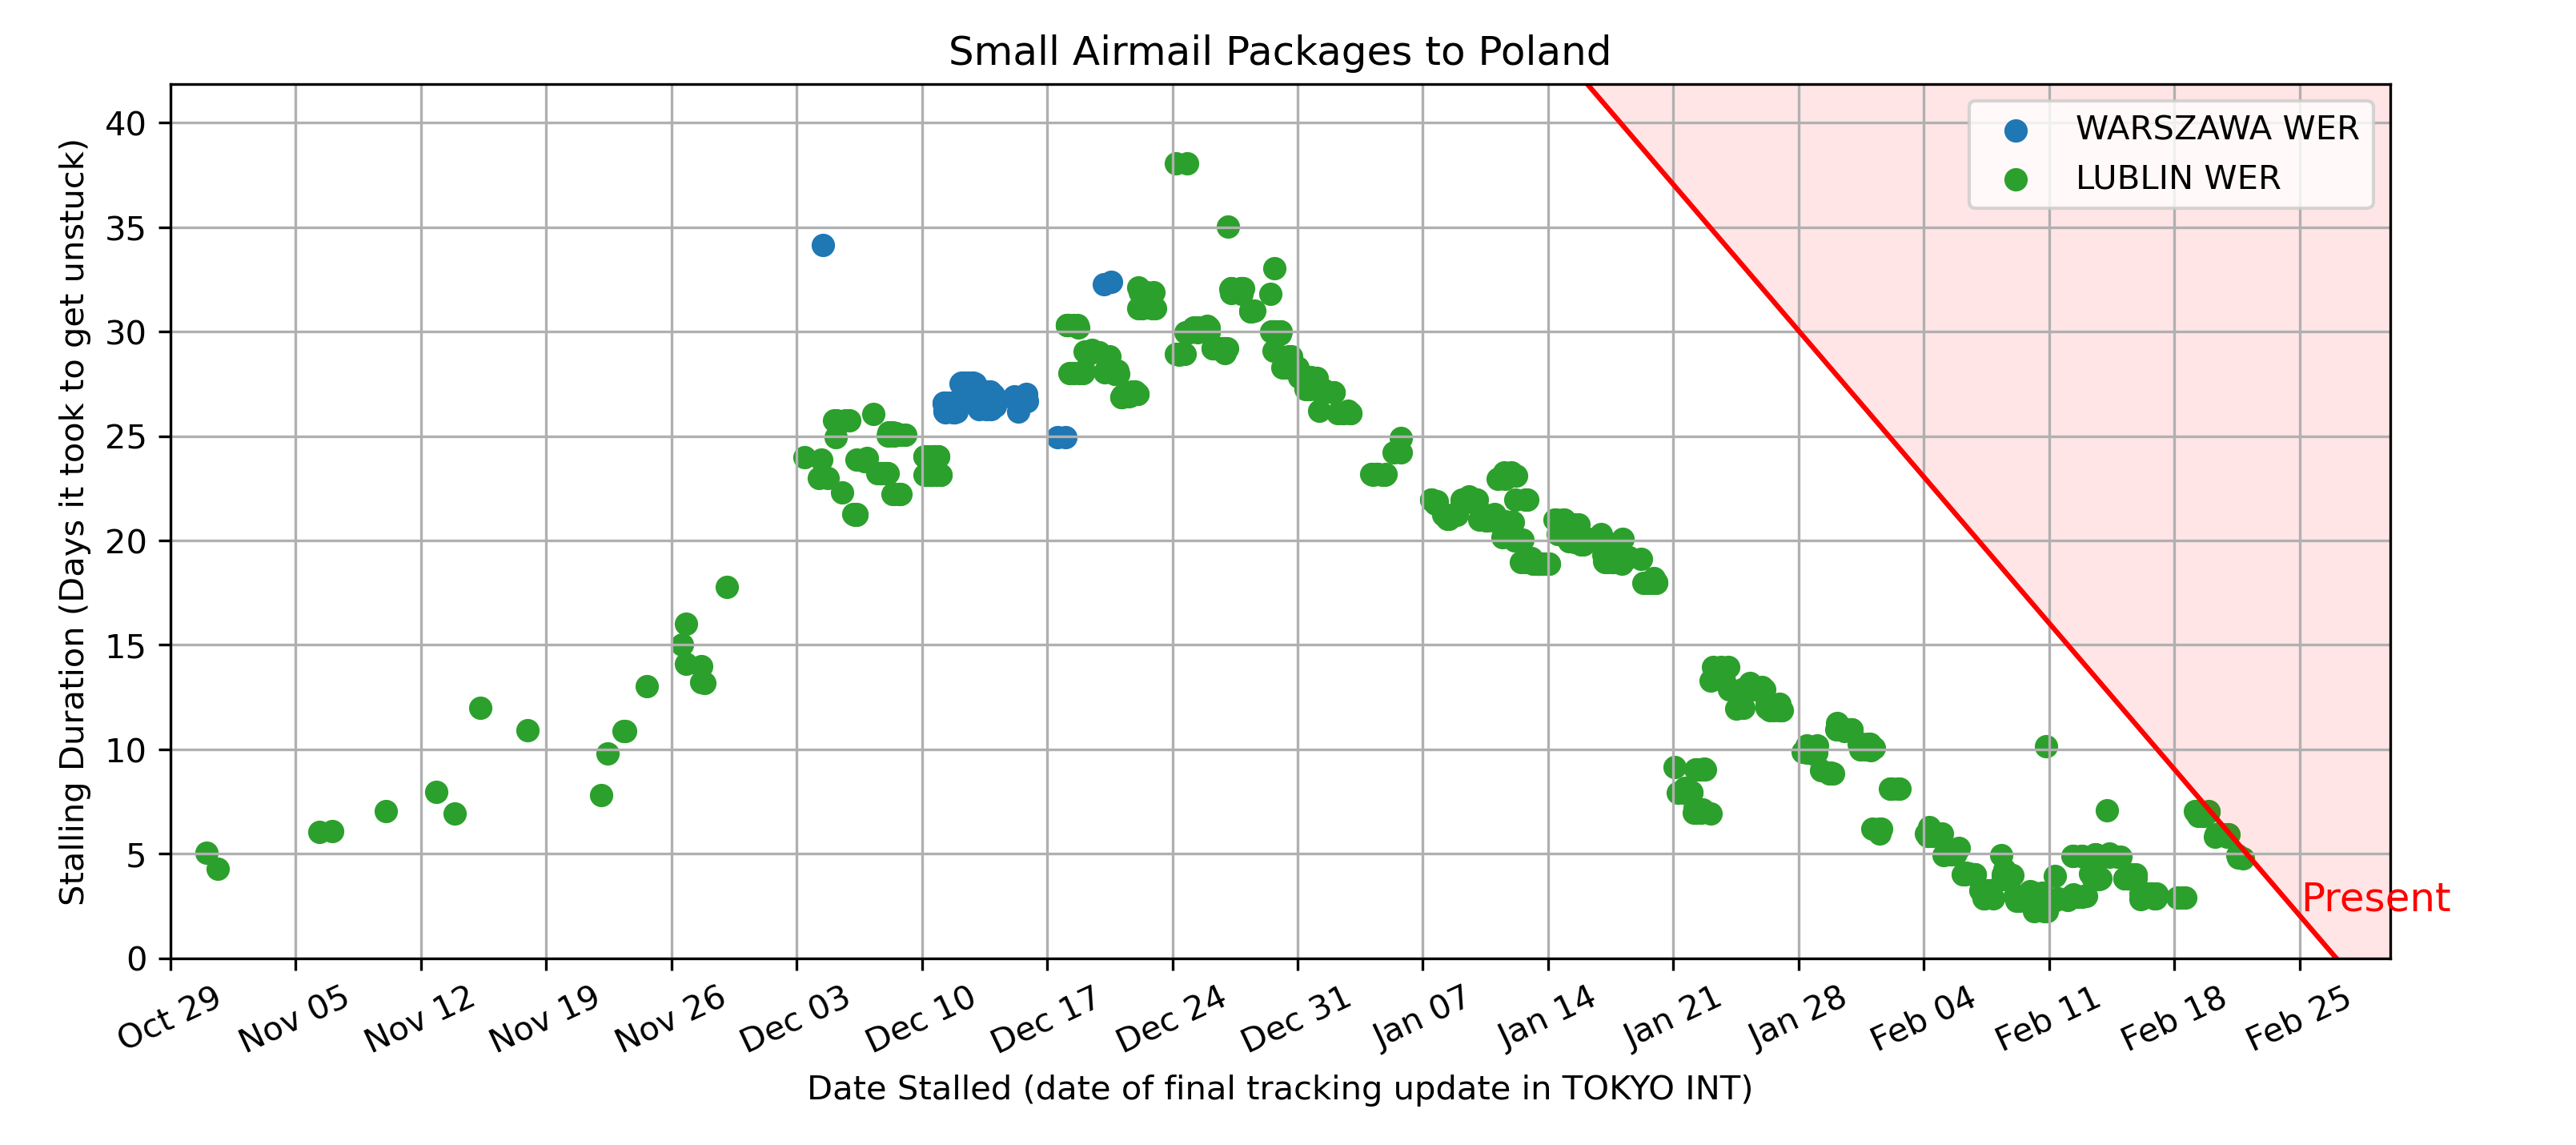 Small Airmail Packages to Poland
Stalling Duration (Days it took to get unstuck)
40
35
30
25
20
15
10
5
0
WARSZAWA WER
LUBLIN WER
Present
Oct 29
Nov 05
Nov 12
Nov 19
Nov 26
Dec 03
Dec 10
Dec 17
Dec 24
Dec 31
Jan 07
Jan 14
Jan 21
Jan 28
Feb 04
Feb 11
Feb 18
Feb 25
Date Stalled (date of final tracking update in TOKYO INT)